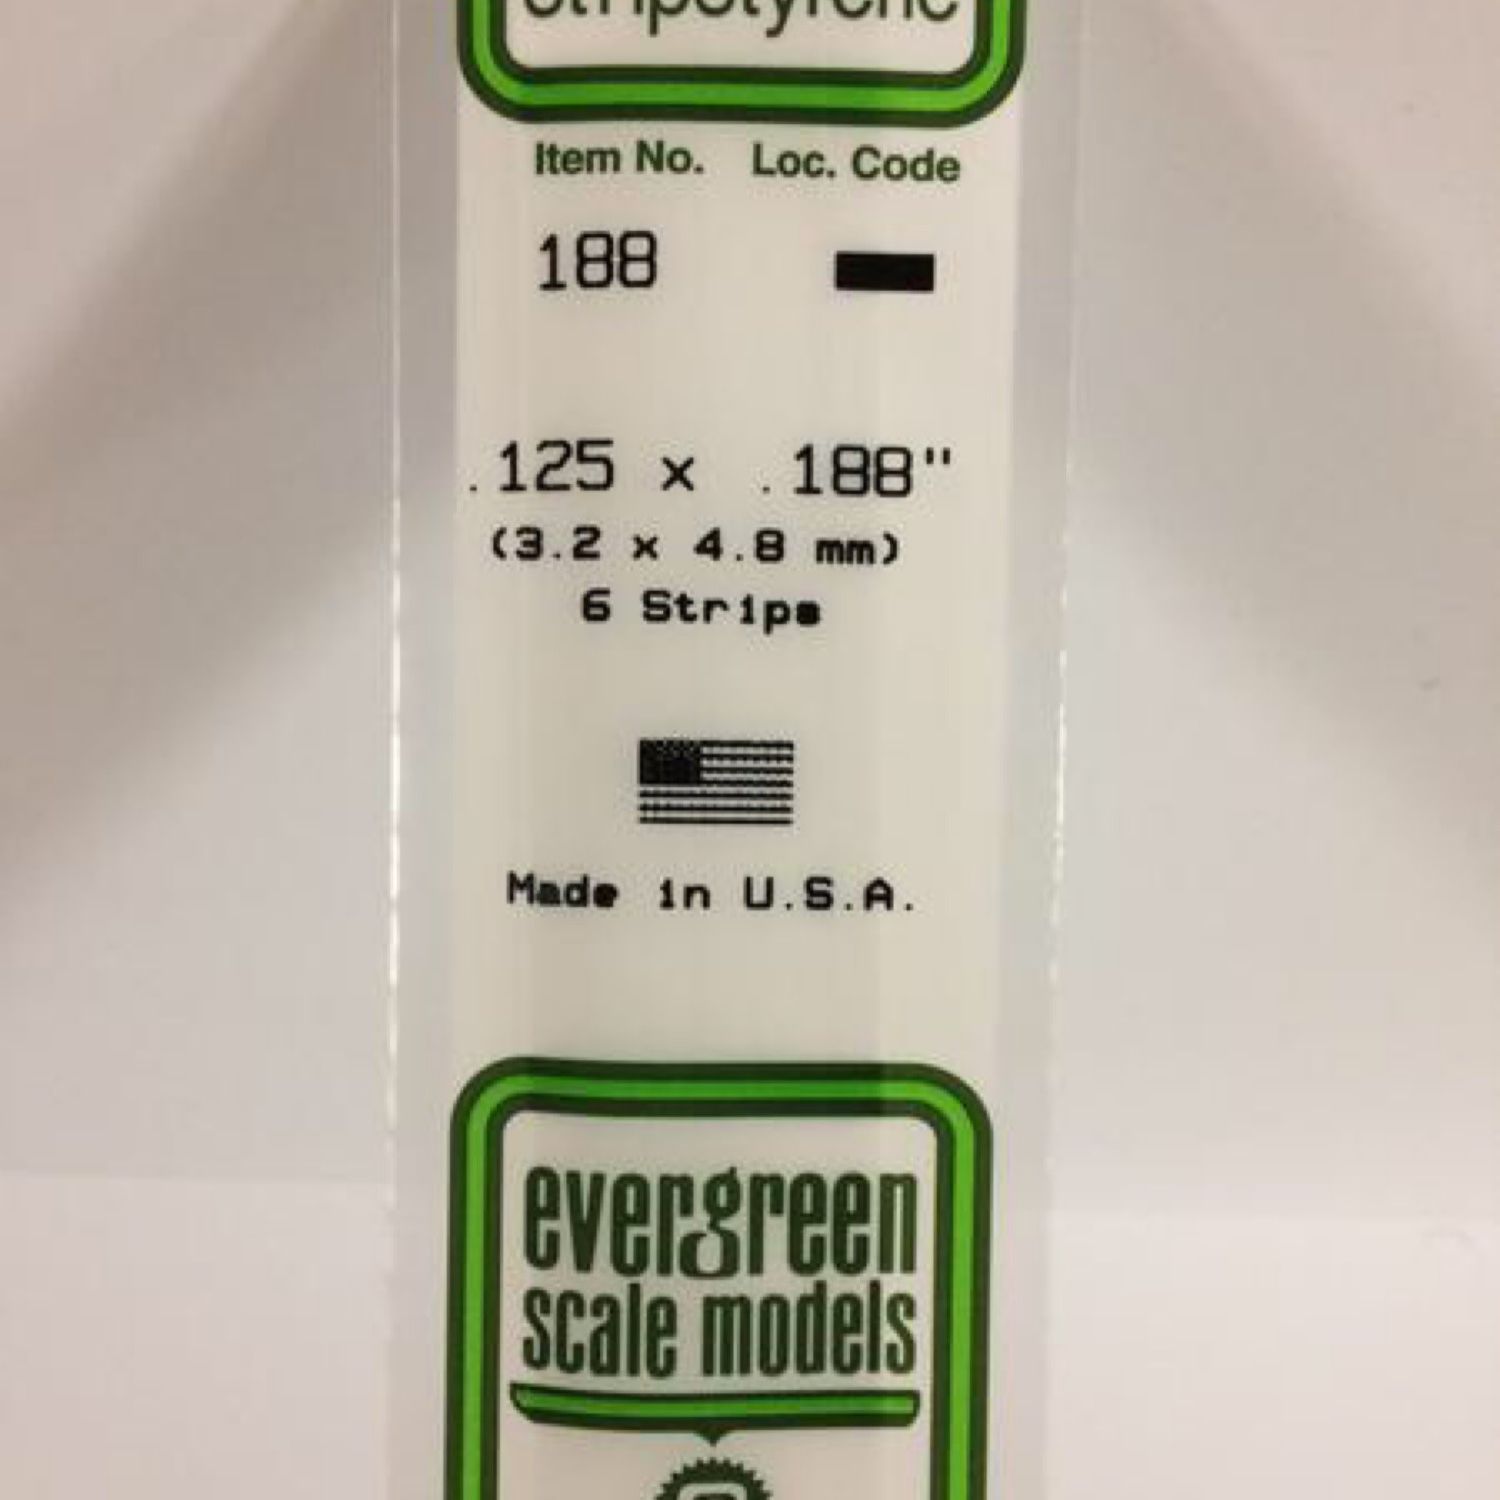 stripstyrene
Item No. Loc. Code
188
.125 x .188"
(3.2 x 4.8 mm)
6 Strips
Made in U.S.A.
evergreen
scale models